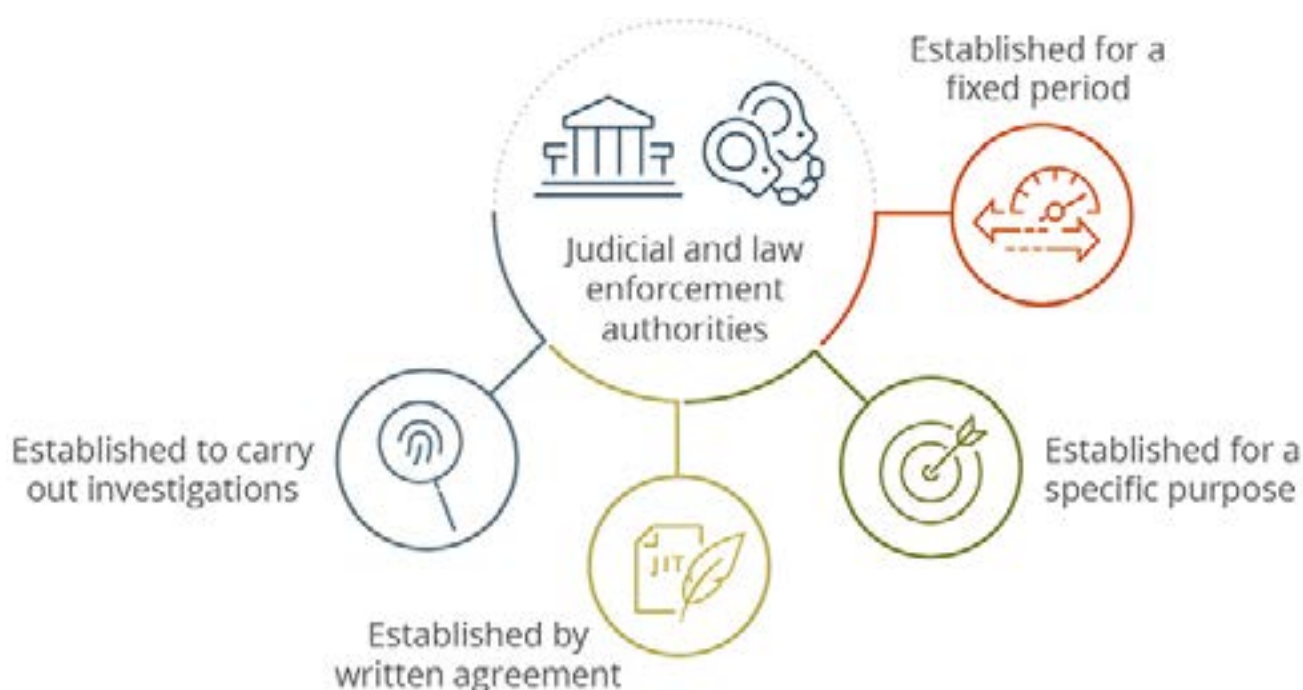 Established for a
fixed period
Judicial and law
enforcement
authorities
Established to carry
out investigations
Established for a
specific purpose
JIT
Established by
written agreement